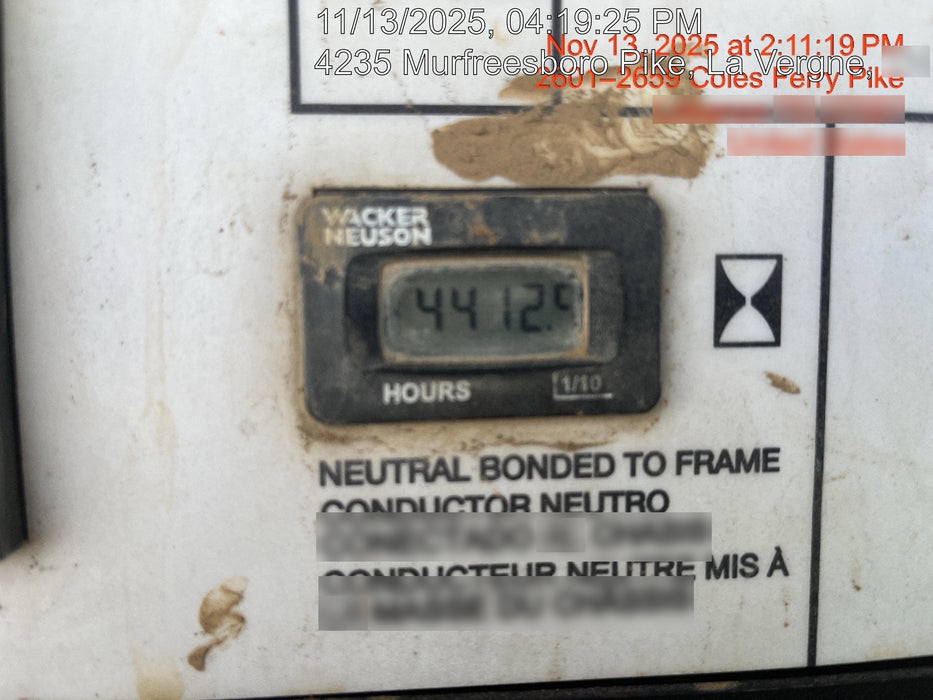 11/13/2025, 04:19:25 PM
Nov 13, 2025 at 2:11:19 PM
4235 Murfreesboro Pike, La Vergne,
2601–2659 Coles Ferry Pike
WACKER
NEUSON
4412.
HOURS
1/10
NEUTRAL BONDED TO FRAME
CONDUCTOR NEUTRO
CONDUCTEUR NEUTRE MIS À